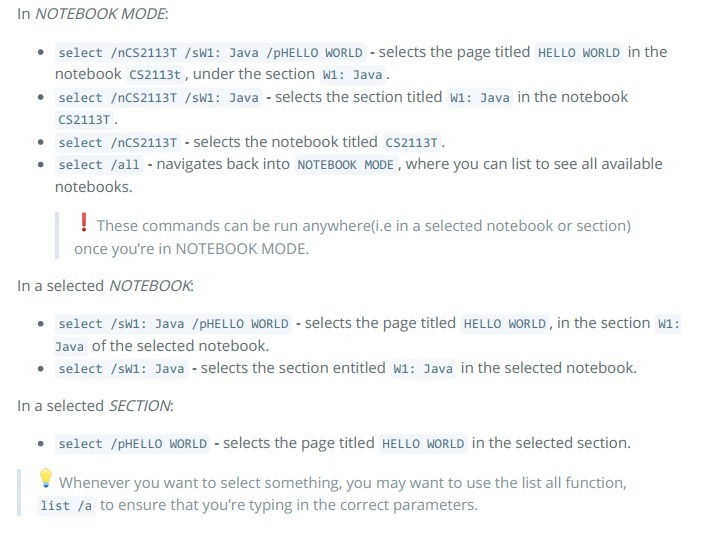 In NOTEBOOK MODE:
select /nCS2113T /sW1: Java /pHELLO WORLD - selects the page titled HELLO WORLD in the
notebook CS2113t, under the section W1: Java.
select /nCS2113T /sW1: Java - selects the section titled W1: Java in the notebook
CS2113T.
select /nCS2113T - selects the notebook titled CS2113T.
select /all - navigates back into NOTEBOOK MODE, where you can list to see all available
notebooks.
❗ These commands can be run anywhere(i.e in a selected notebook or section)
once you're in NOTEBOOK MODE.
In a selected NOTEBOOK:
select /sW1: Java /pHELLO WORLD - selects the page titled HELLO WORLD, in the section W1:
Java of the selected notebook.
select /sW1: Java - selects the section entitled W1: Java in the selected notebook.
In a selected SECTION:
select /pHELLO WORLD - selects the page titled HELLO WORLD in the selected section.
💡 Whenever you want to select something, you may want to use the list all function,
list /a to ensure that you're typing in the correct parameters.